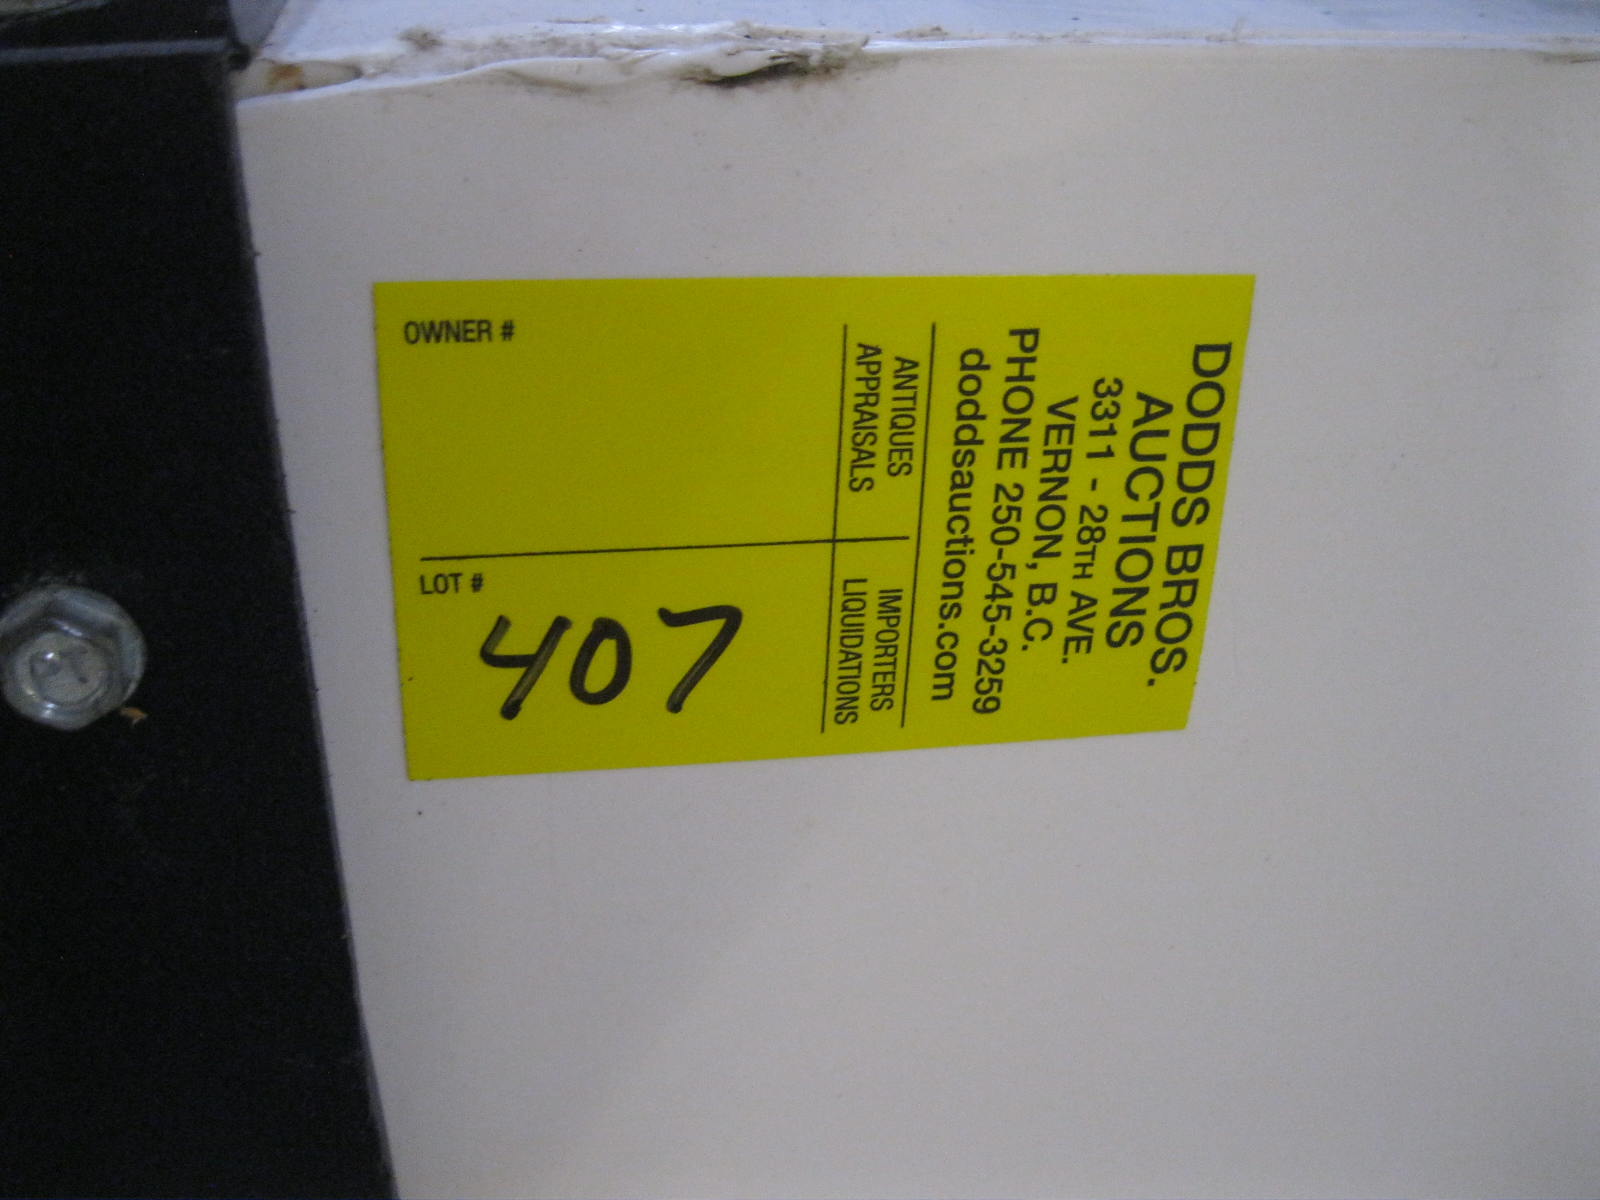 DODDS BROS.
AUCTIONS
3311 - 28TH AVE.
VERNON, B.C.
PHONE 250-545-3259
doddsauctions.com
ANTIQUES
APPRAISALS
IMPORTERS
LIQUIDATIONS
OWNER #
LOT #
407